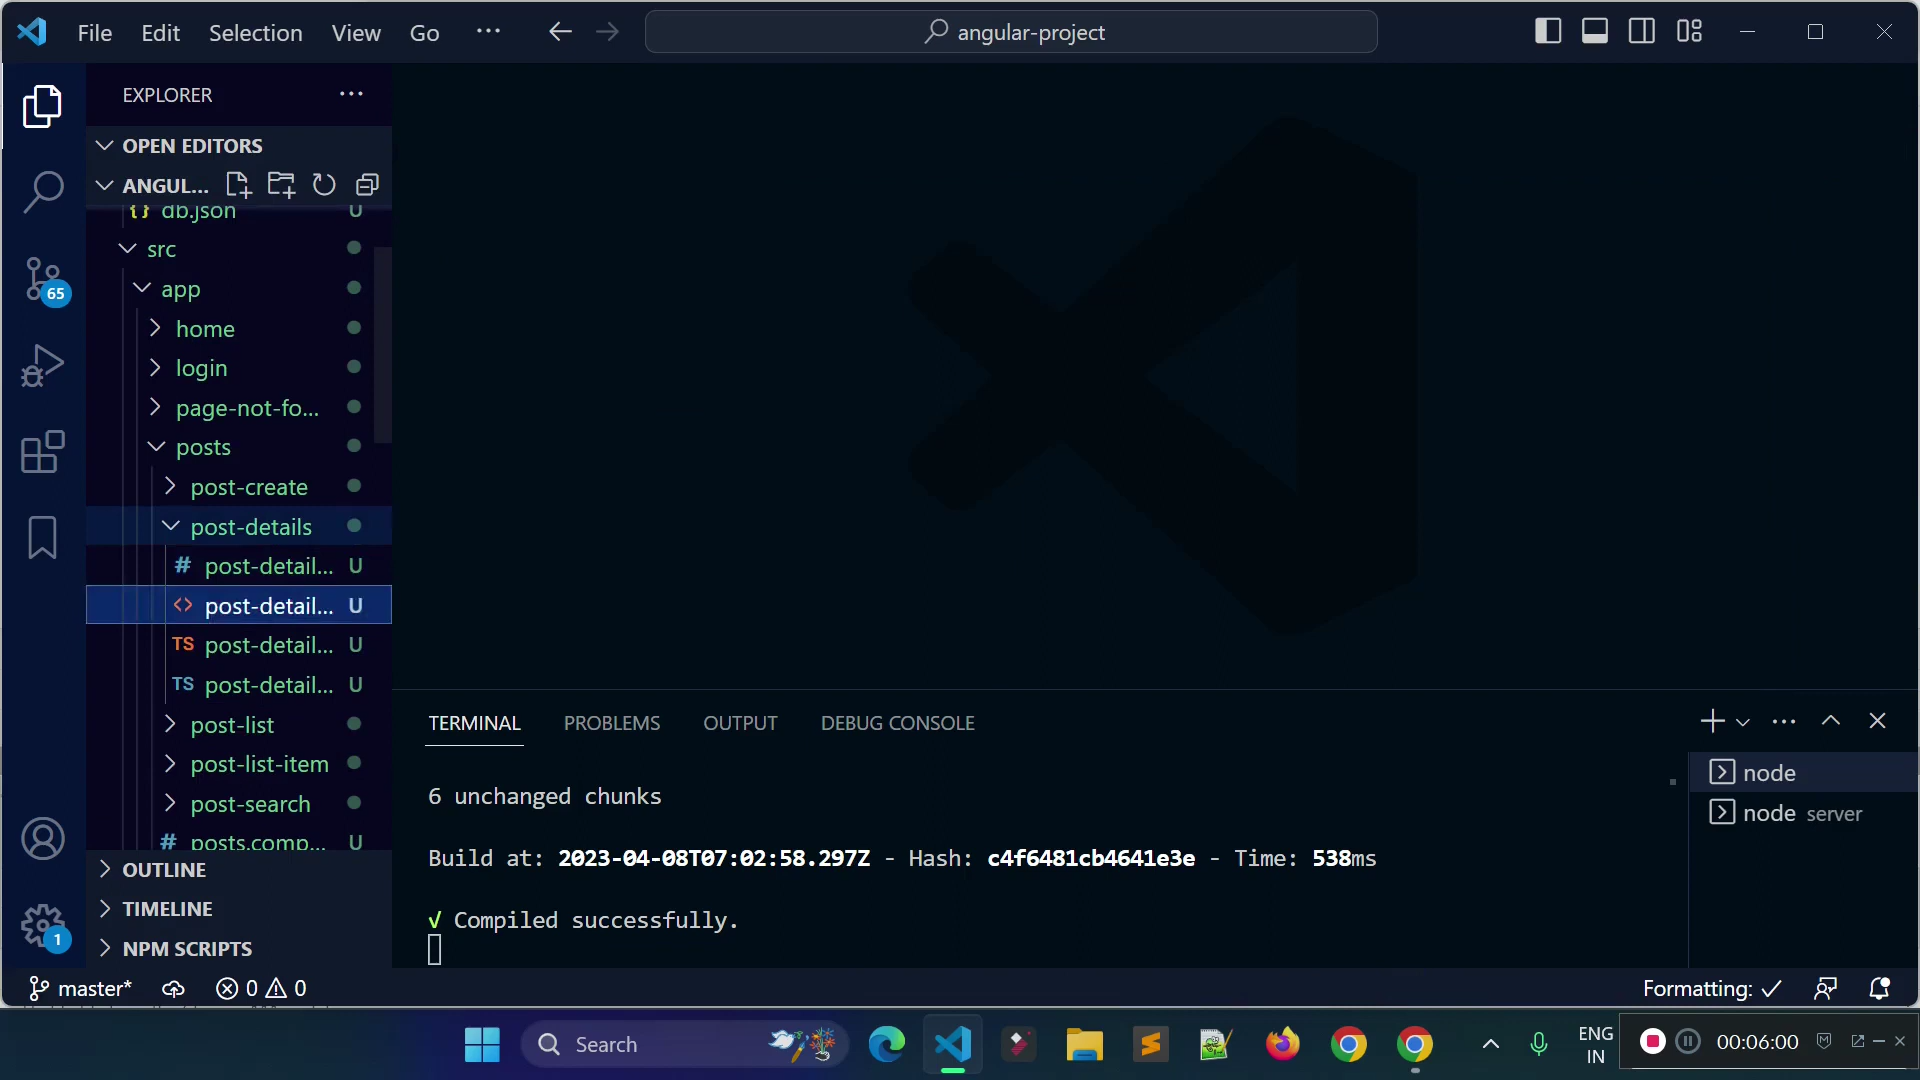 File Edit Selection View Go ··· angular-project
EXPLORER ···
OPEN EDITORS
ANGUL...
{} db.json U
src
app
home
login
page-not-fo...
posts
post-create
post-details
# post-detail... U
<> post-detail... U
TS post-detail... U
TS post-detail... U
post-list
post-list-item
post-search
# posts.comp... U
OUTLINE
TIMELINE
NPM SCRIPTS
65
1
TERMINAL PROBLEMS OUTPUT DEBUG CONSOLE
6 unchanged chunks
Build at: 2023-04-08T07:02:58.297Z - Hash: c4f6481cb4641e3e - Time: 538ms
√ Compiled successfully.
node
node server
master* 0 0 Formatting: ✓
Search
ENG
IN
00:06:00